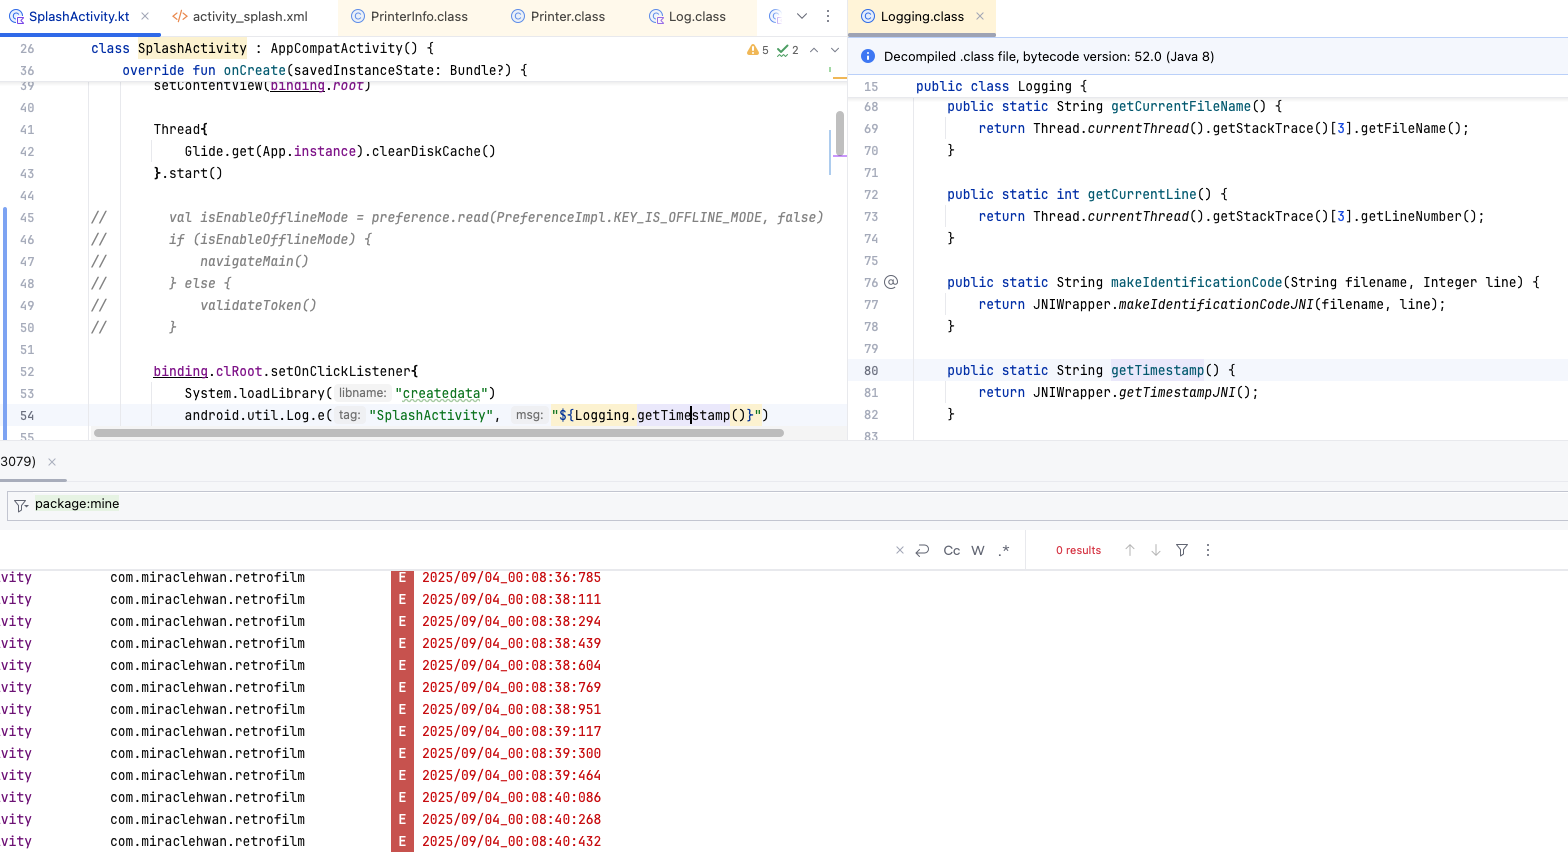 SplashActivity.kt
activity_splash.xml
PrinterInfo.class
Printer.class
Log.class
Logging.class
26 class SplashActivity : AppCompatActivity() {
5 2
36 override fun onCreate(savedInstanceState: Bundle?) {
39 setContentView(binding.root)
40
41 Thread{
42 Glide.get(App.instance).clearDiskCache()
43 }.start()
44
45 // val isEnableOfflineMode = preference.read(PreferenceImpl.KEY_IS_OFFLINE_MODE, false)
46 // if (isEnableOfflineMode) {
47 // navigateMain()
48 // } else {
49 // validateToken()
50 // }
51
52 binding.clRoot.setOnClickListener{
53 System.loadLibrary( libname: "createdata")
54 android.util.Log.e( tag: "SplashActivity", msg: "${Logging.getTimestamp()}")
55
Decompiled .class file, bytecode version: 52.0 (Java 8)
15 public class Logging {
68 public static String getCurrentFileName() {
69 return Thread.currentThread().getStackTrace()[3].getFileName();
70 }
71
72 public static int getCurrentLine() {
73 return Thread.currentThread().getStackTrace()[3].getLineNumber();
74 }
75
76 @ public static String makeIdentificationCode(String filename, Integer line) {
77 return JNIWrapper.makeIdentificationCodeJNI(filename, line);
78 }
79
80 public static String getTimestamp() {
81 return JNIWrapper.getTimestampJNI();
82 }
83
3079)
package:mine
Cc W .* 0 results
vity com.miraclehwan.retrofilm E 2025/09/04_00:08:36:785
vity com.miraclehwan.retrofilm E 2025/09/04_00:08:38:111
vity com.miraclehwan.retrofilm E 2025/09/04_00:08:38:294
vity com.miraclehwan.retrofilm E 2025/09/04_00:08:38:439
vity com.miraclehwan.retrofilm E 2025/09/04_00:08:38:604
vity com.miraclehwan.retrofilm E 2025/09/04_00:08:38:769
vity com.miraclehwan.retrofilm E 2025/09/04_00:08:38:951
vity com.miraclehwan.retrofilm E 2025/09/04_00:08:39:117
vity com.miraclehwan.retrofilm E 2025/09/04_00:08:39:300
vity com.miraclehwan.retrofilm E 2025/09/04_00:08:39:464
vity com.miraclehwan.retrofilm E 2025/09/04_00:08:40:086
vity com.miraclehwan.retrofilm E 2025/09/04_00:08:40:268
vity com.miraclehwan.retrofilm E 2025/09/04_00:08:40:432